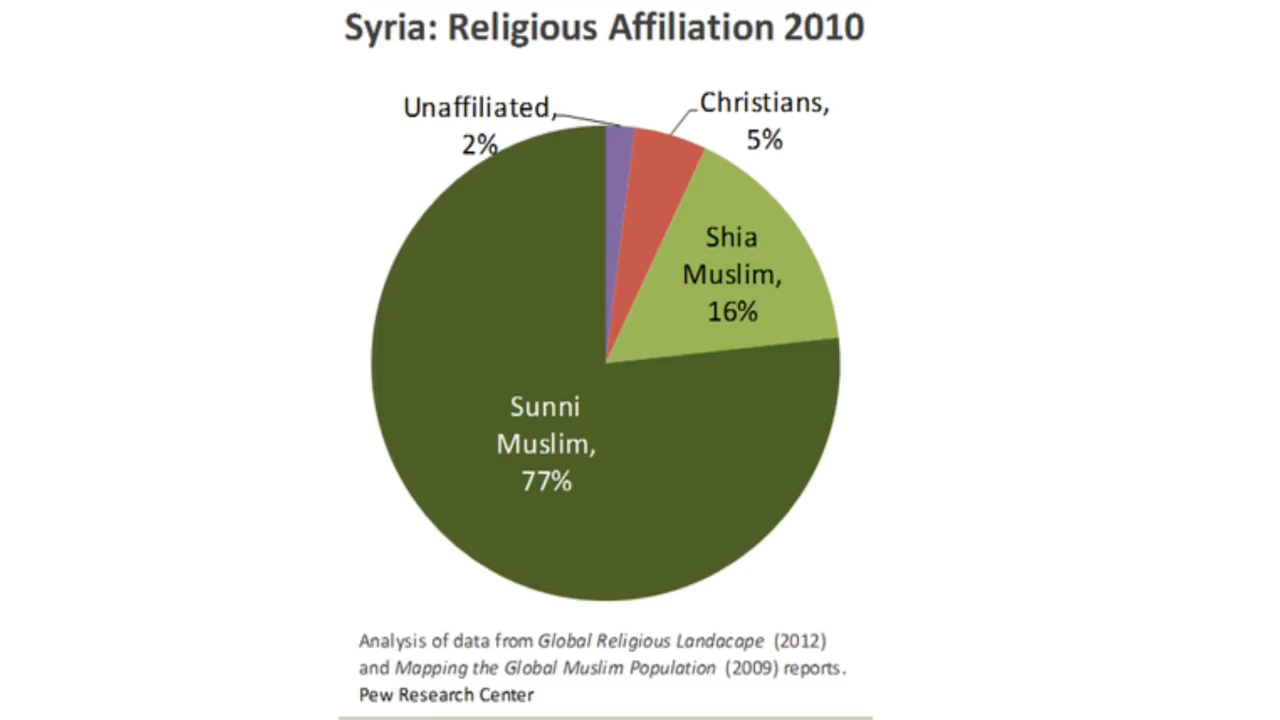 Syria: Religious Affiliation 2010
Unaffiliated,
2%
Christians,
5%
Shia
Muslim,
16%
Sunni
Muslim,
77%
Analysis of data from Global Religious Landacape (2012)
and Mapping the Global Muslim Population (2009) reports.
Pew Research Center